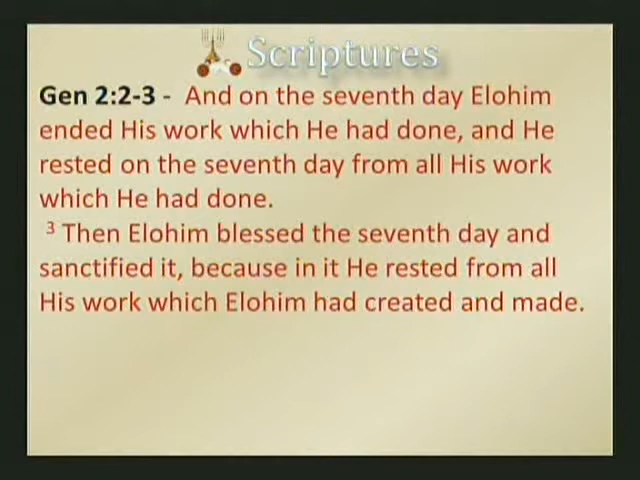 Scriptures
Gen 2:2-3 - And on the seventh day Elohim
ended His work which He had done, and He
rested on the seventh day from all His work
which He had done.
3 Then Elohim blessed the seventh day and
sanctified it, because in it He rested from all
His work which Elohim had created and made.